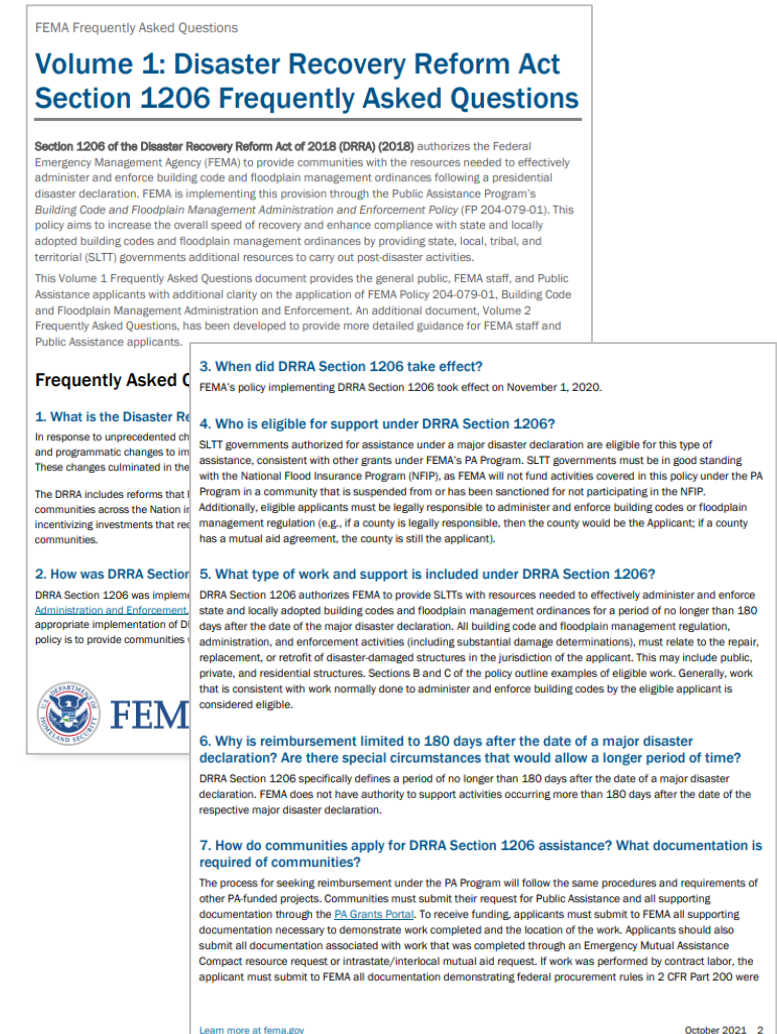 FEMA Frequently Asked Questions
Volume 1: Disaster Recovery Reform Act
Section 1206 Frequently Asked Questions
Section 1206 of the Disaster Recovery Reform Act of 2018 (DRRA) (2018) authorizes the Federal
Emergency Management Agency (FEMA) to provide communities with the resources needed to effectively
administer and enforce building code and floodplain management ordinances following a presidential
disaster declaration. FEMA is implementing this provision through the Public Assistance Program's
Building Code and Floodplain Management Administration and Enforcement Policy (FP 204-079-01). This
policy aims to increase the overall speed of recovery and enhance compliance with state and locally
adopted building codes and floodplain management ordinances by providing state, local, tribal, and
territorial (SLTT) governments additional resources to carry out post-disaster activities.
This Volume 1 Frequently Asked Questions document provides the general public, FEMA staff, and Public
Assistance applicants with additional clarity on the application of FEMA Policy 204-079-01, Building Code
and Floodplain Management Administration and Enforcement. An additional document, Volume 2
Frequently Asked Questions, has been developed to provide more detailed guidance for FEMA staff and
Public Assistance applicants.
Frequently Asked
1. What is the Disaster Re
In response to unprecedented ch
and programmatic changes to im
These changes culminated in the
The DRRA includes reforms that
communities across the Nation i
incentivizing investments that red
communities.
2. How was DRRA Section
DRRA Section 1206 was impleme
Administration and Enforcement,
appropriate implementation of D
policy is to provide communities
FEM
3. When did DRRA Section 1206 take effect?
FEMA's policy implementing DRRA Section 1206 took effect on November 1, 2020.
4. Who is eligible for support under DRRA Section 1206?
SLTT governments authorized for assistance under a major disaster declaration are eligible for this type of
assistance, consistent with other grants under FEMA's PA Program. SLTT governments must be in good standing
with the National Flood Insurance Program (NFIP), as FEMA will not fund activities covered in this policy under the PA
Program in a community that is suspended from or has been sanctioned for not participating in the NFIP.
Additionally, eligible applicants must be legally responsible to administer and enforce building codes or floodplain
management regulation (e.g., if a county is legally responsible, then the county would be the Applicant; if a county
has a mutual aid agreement, the county is still the applicant).
5. What type of work and support is included under DRRA Section 1206?
DRRA Section 1206 authorizes FEMA to provide SLTTs with resources needed to effectively administer and enforce
state and locally adopted building codes and floodplain management ordinances for a period of no longer than 180
days after the date of the major disaster declaration. All building code and floodplain management regulation,
administration, and enforcement activities (including substantial damage determinations), must relate to the repair,
replacement, or retrofit of disaster-damaged structures in the jurisdiction of the applicant. This may include public,
private, and residential structures. Sections B and C of the policy outline examples of eligible work. Generally, work
that is consistent with work normally done to administer and enforce building codes by the eligible applicant is
considered eligible.
6. Why is reimbursement limited to 180 days after the date of a major disaster
declaration? Are there special circumstances that would allow a longer period of time?
DRRA Section 1206 specifically defines a period of no longer than 180 days after the date of a major disaster
declaration. FEMA does not have authority to support activities occurring more than 180 days after the date of the
respective major disaster declaration.
7. How do communities apply for DRRA Section 1206 assistance? What documentation is
required of communities?
The process for seeking reimbursement under the PA Program will follow the same procedures and requirements of
other PA-funded projects. Communities must submit their request for Public Assistance and all supporting
documentation through the PA Grants Portal. To receive funding, applicants must submit to FEMA all supporting
documentation necessary to demonstrate work completed and the location of the work. Applicants should also
submit all documentation associated with work that was completed through an Emergency Mutual Assistance
Compact resource request or intrastate/interlocal mutual aid request. If work was performed by contract labor, the
applicant must submit to FEMA all documentation demonstrating federal procurement rules in 2 CFR Part 200 were
Learn more at fema.gov
October 2021 2